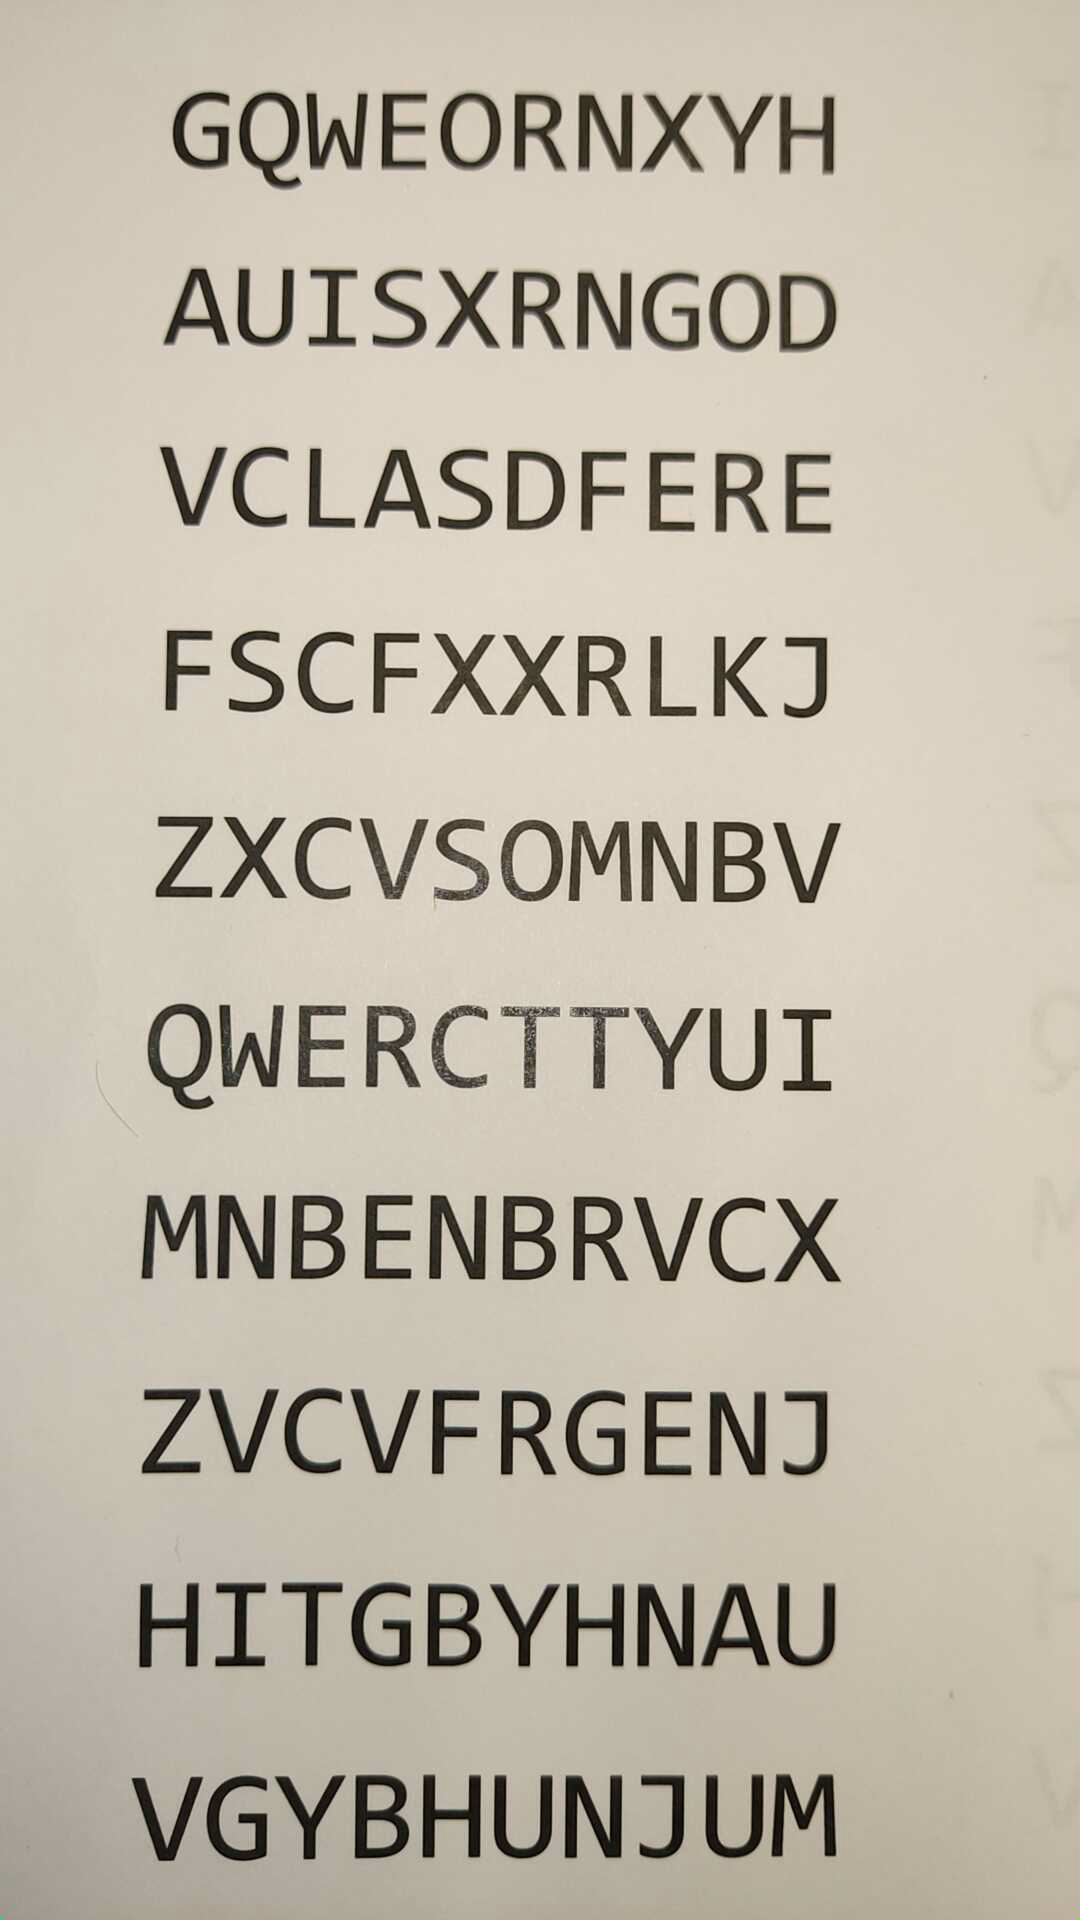 GQWEORNXYH
AUISXRNGOD
VCLASDFERE
FSCFXXRLKJ
ZXCVSOMNBV
QWERCTTYUI
MNBENBRVCX
ZVCVFRGENJ
HITGBYHNAU
VGYBHUNJUM